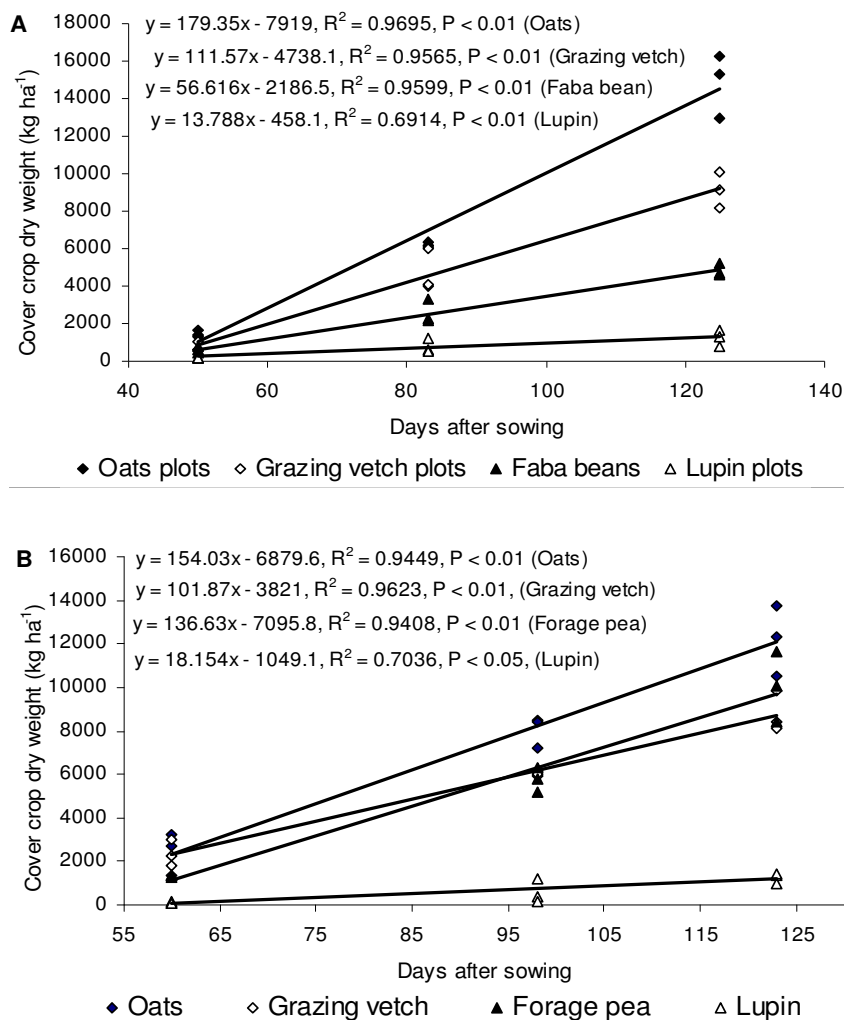 A
y = 179.35x - 7919, R² = 0.9695, P < 0.01 (Oats)
y = 111.57x - 4738.1, R² = 0.9565, P < 0.01 (Grazing vetch)
y = 56.616x - 2186.5, R² = 0.9599, P < 0.01 (Faba bean)
y = 13.788x - 458.1, R² = 0.6914, P < 0.01 (Lupin)
Cover crop dry weight (kg ha⁻¹)
18000
16000
14000
12000
10000
8000
6000
4000
2000
0
40 60 80 100 120 140
Days after sowing
Oats plots Grazing vetch plots Faba beans Lupin plots
B
y = 154.03x - 6879.6, R² = 0.9449, P < 0.01 (Oats)
y = 101.87x - 3821, R² = 0.9623, P < 0.01, (Grazing vetch)
y = 136.63x - 7095.8, R² = 0.9408, P < 0.01 (Forage pea)
y = 18.154x - 1049.1, R² = 0.7036, P < 0.05, (Lupin)
Cover crop dry weight (kg ha⁻¹)
16000
14000
12000
10000
8000
6000
4000
2000
0
55 65 75 85 95 105 115 125
Days after sowing
Oats Grazing vetch Forage pea Lupin